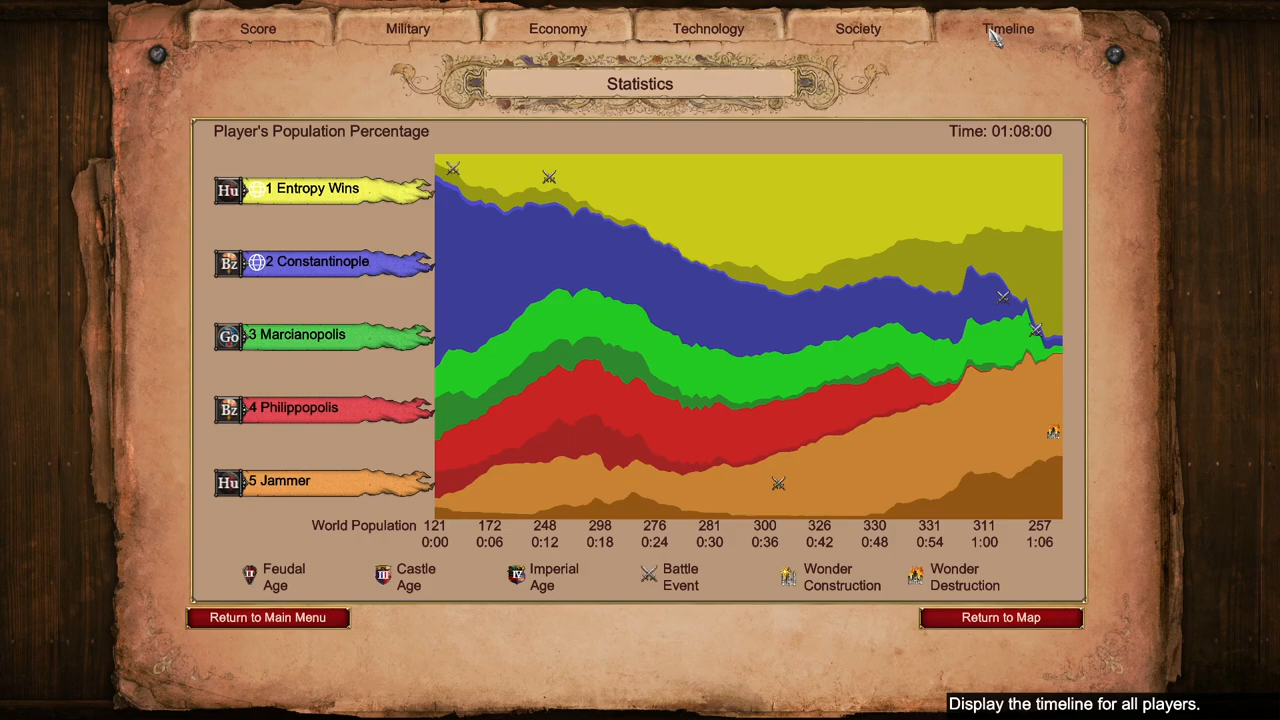 Score Military Economy Technology Society Timeline
Statistics
Player's Population Percentage Time: 01:08:00
Hu 1 Entropy Wins
Bz 2 Constantinople
Go 3 Marcianopolis
Bz 4 Philippopolis
Hu 5 Jammer
World Population 121 172 248 298 276 281 300 326 330 331 311 257
0:00 0:06 0:12 0:18 0:24 0:30 0:36 0:42 0:48 0:54 1:00 1:06
II Feudal Age
III Castle Age
IV Imperial Age
Battle Event
Wonder Construction
Wonder Destruction
Return to Main Menu Return to Map
Display the timeline for all players.